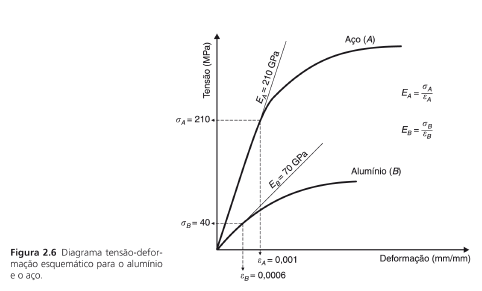 Aço (A)
Tensão (MPa)
E_A = 210 GPa
E_A = σ_A/ε_A
σ_A = 210
E_B = σ_B/ε_B
E_B = 70 GPa
Alumínio (B)
σ_B = 40
Deformação (mm/mm)
ε_A = 0,001
ε_B = 0,0006
Figura 2.6 Diagrama tensão-defor-
mação esquemático para o alumínio
e o aço.